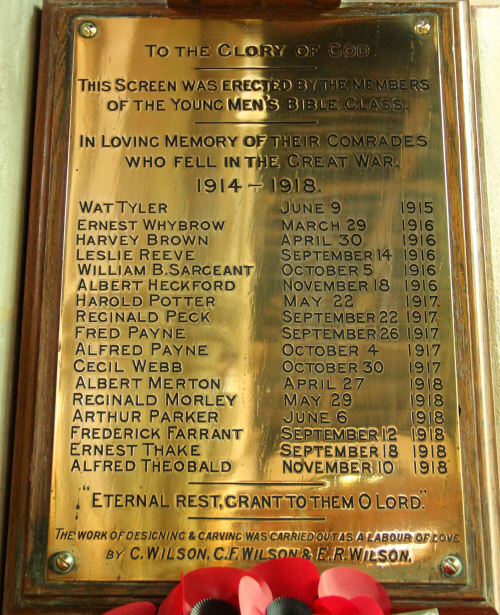 TO THE GLORY OF GOD.
THIS SCREEN WAS ERECTED BY THE MEMBERS
OF THE YOUNG MEN'S BIBLE CLASS.
IN LOVING MEMORY OF THEIR COMRADES
WHO FELL IN THE GREAT WAR.
1914 – 1918.
WAT TYLER JUNE 9 1915
ERNEST WHYBROW MARCH 29 1916
HARVEY BROWN APRIL 30 1916
LESLIE REEVE SEPTEMBER 14 1916
WILLIAM B. SARGEANT OCTOBER 5 1916
ALBERT HECKFORD NOVEMBER 18 1916
HAROLD POTTER MAY 22 1917.
REGINALD PECK SEPTEMBER 22 1917.
FRED PAYNE SEPTEMBER 26 1917
ALFRED PAYNE OCTOBER 4 1917
CECIL WEBB OCTOBER 30 1917
ALBERT MERTON APRIL 27 1918
REGINALD MORLEY MAY 29 1918
ARTHUR PARKER JUNE 6 1918
FREDERICK FARRANT SEPTEMBER 12 1918
ERNEST THAKE SEPTEMBER 18 1918
ALFRED THEOBALD NOVEMBER 10 1918
"ETERNAL REST, GRANT TO THEM O LORD."
THE WORK OF DESIGNING & CARVING WAS CARRIED OUT AS A LABOUR OF LOVE
BY C. WILSON, C. F. WILSON & E. R. WILSON.